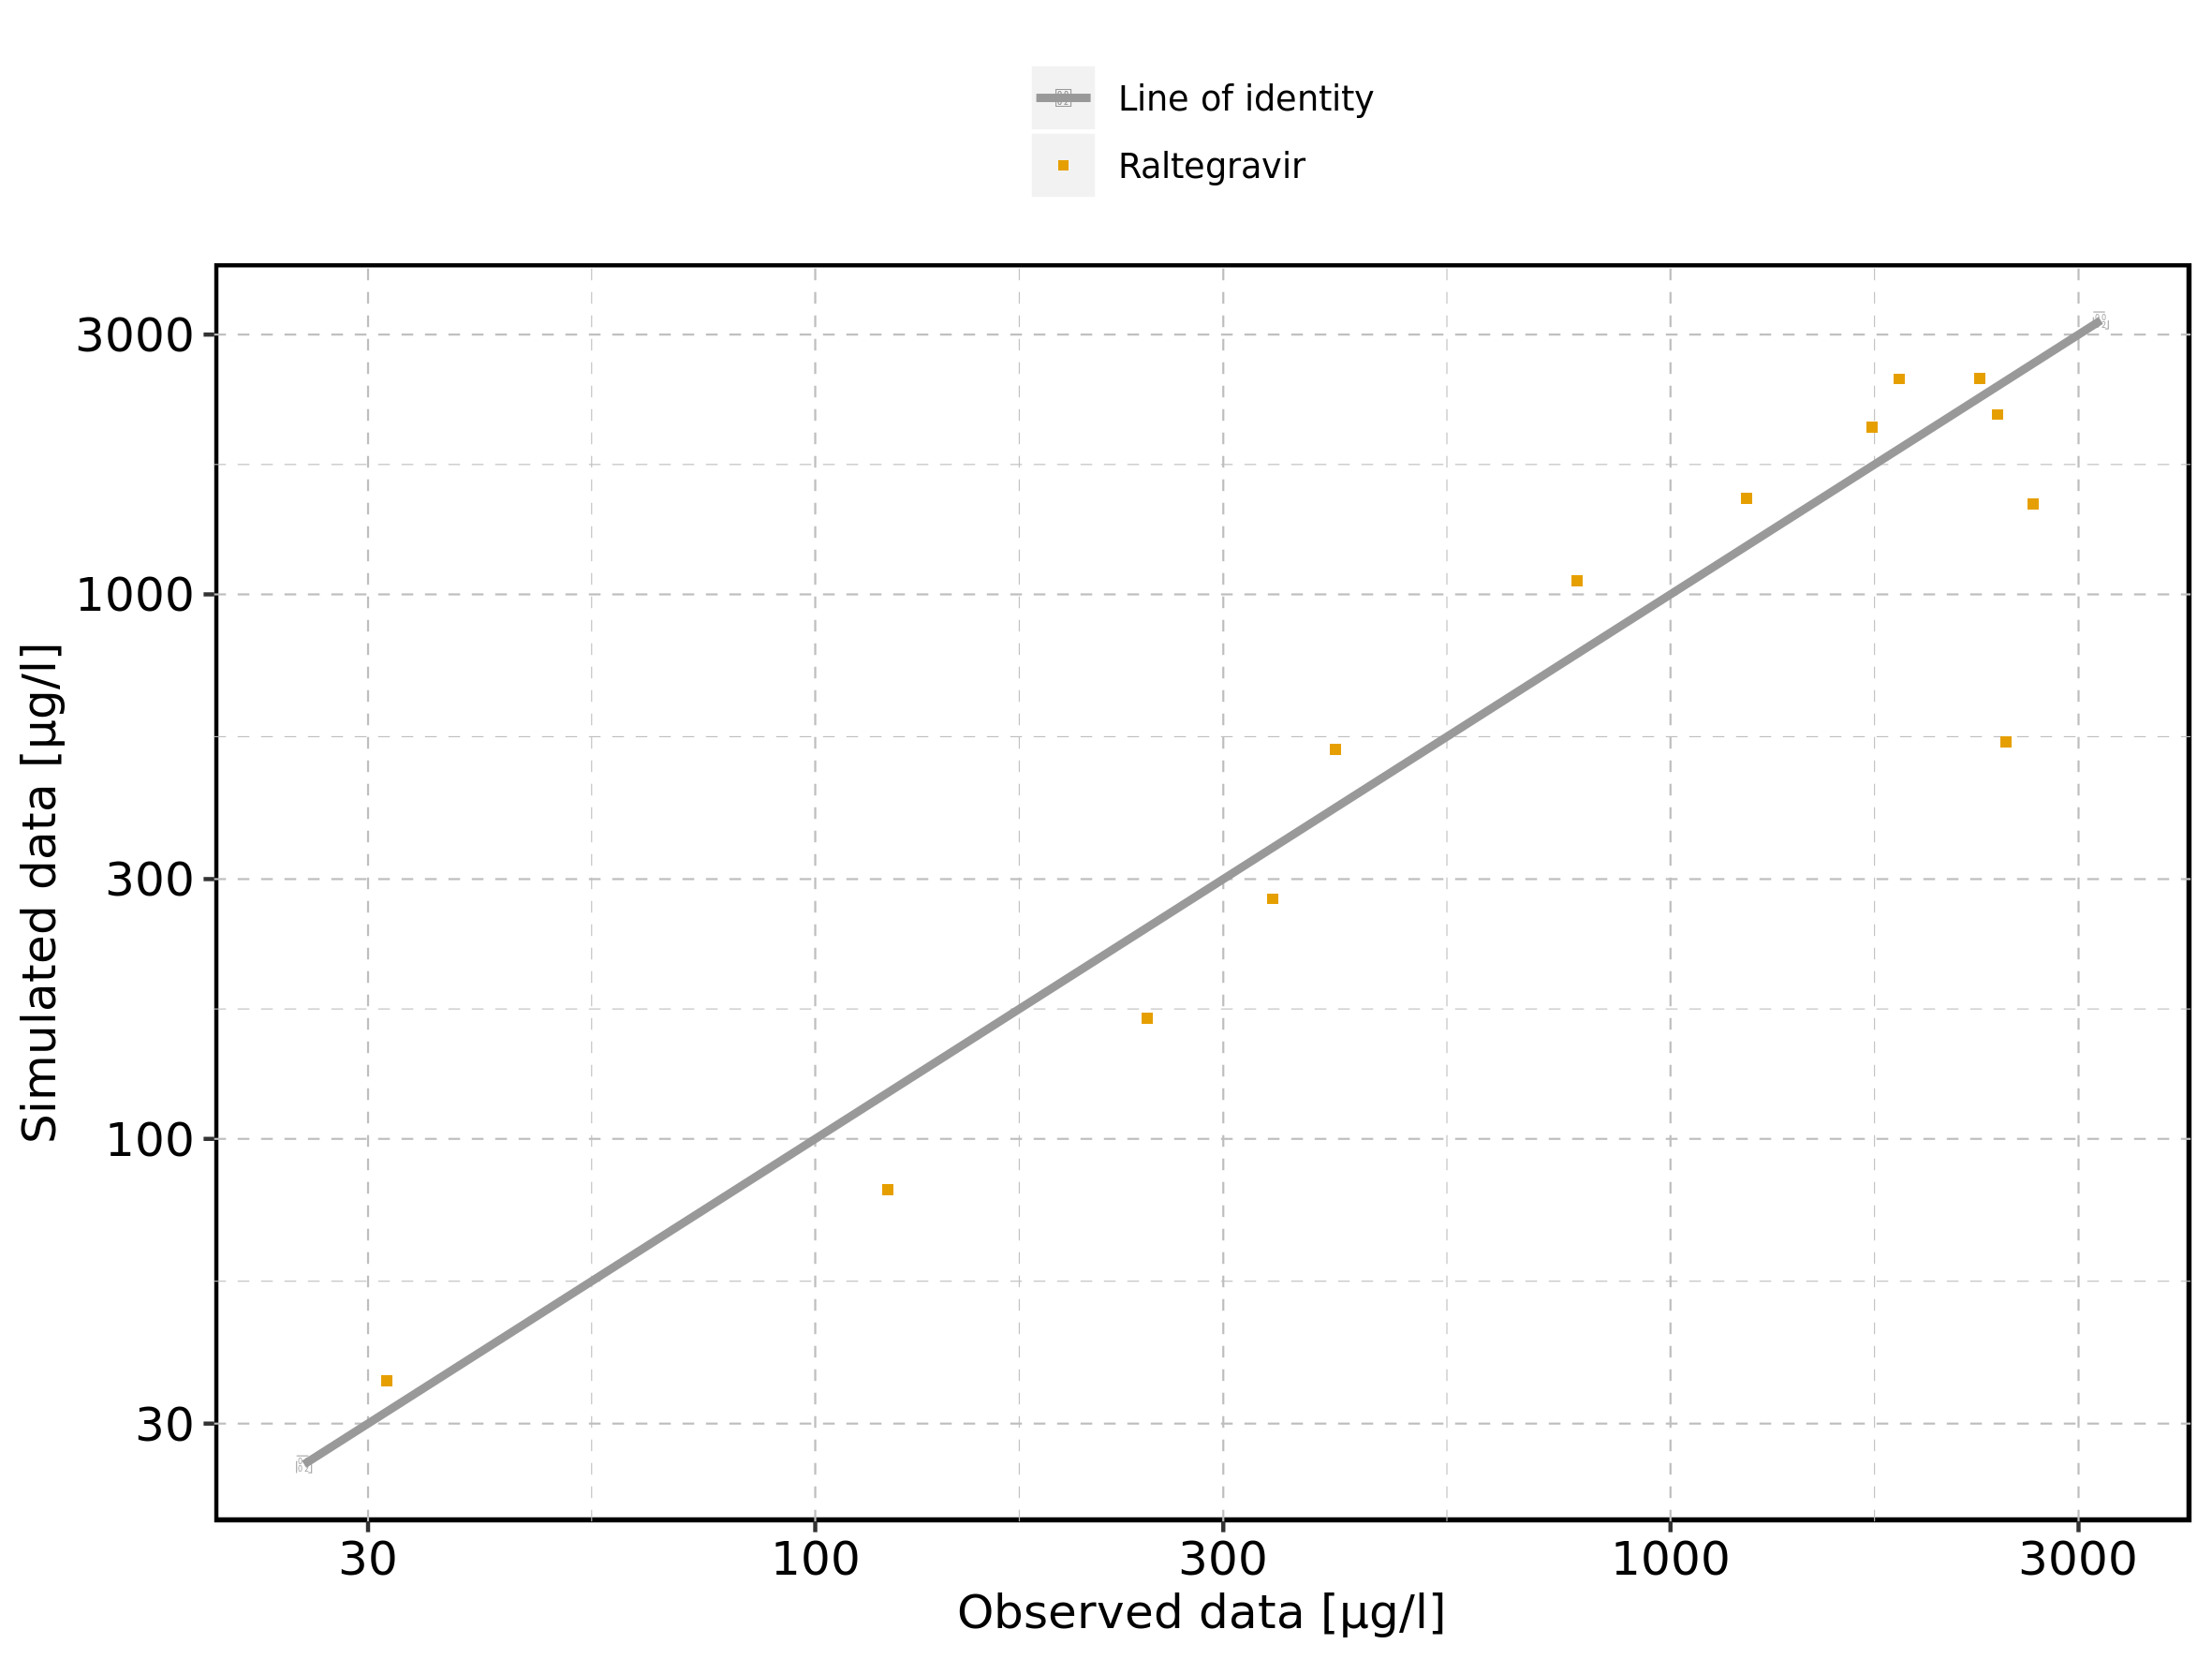 Line of identity
Raltegravir
3000
1000
300
100
30
Simulated data [µg/l]
30 100 300 1000 3000
Observed data [µg/l]